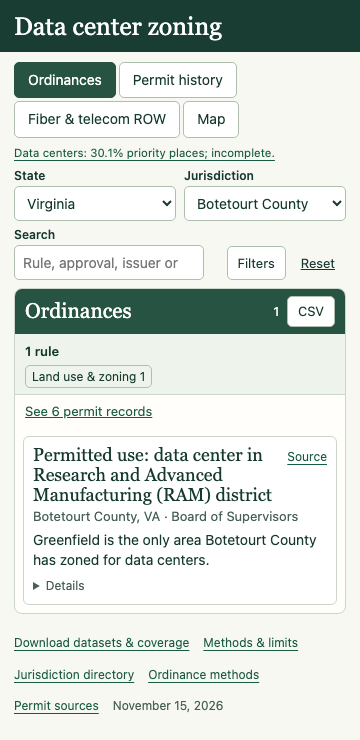 Data center zoning
Ordinances
Permit history
Fiber & telecom ROW
Map
Data centers: 30.1% priority places; incomplete.
State
Jurisdiction
Virginia
Botetourt County
Search
Rule, approval, issuer or
Filters
Reset
Ordinances
1
CSV
1 rule
Land use & zoning 1
See 6 permit records
Permitted use: data center in
Research and Advanced
Manufacturing (RAM) district
Source
Botetourt County, VA · Board of Supervisors
Greenfield is the only area Botetourt County
has zoned for data centers.
Details
Download datasets & coverage
Methods & limits
Jurisdiction directory
Ordinance methods
Permit sources
November 15, 2026